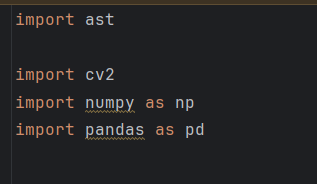 import ast
import cv2
import numpy as np
import pandas as pd